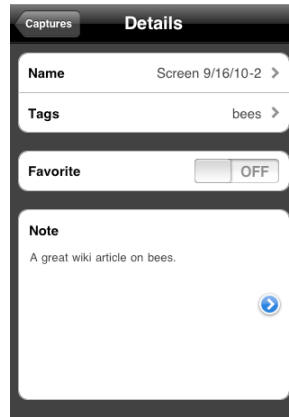 Captures Details
Name Screen 9/16/10-2
Tags bees
Favorite OFF
Note
A great wiki article on bees.